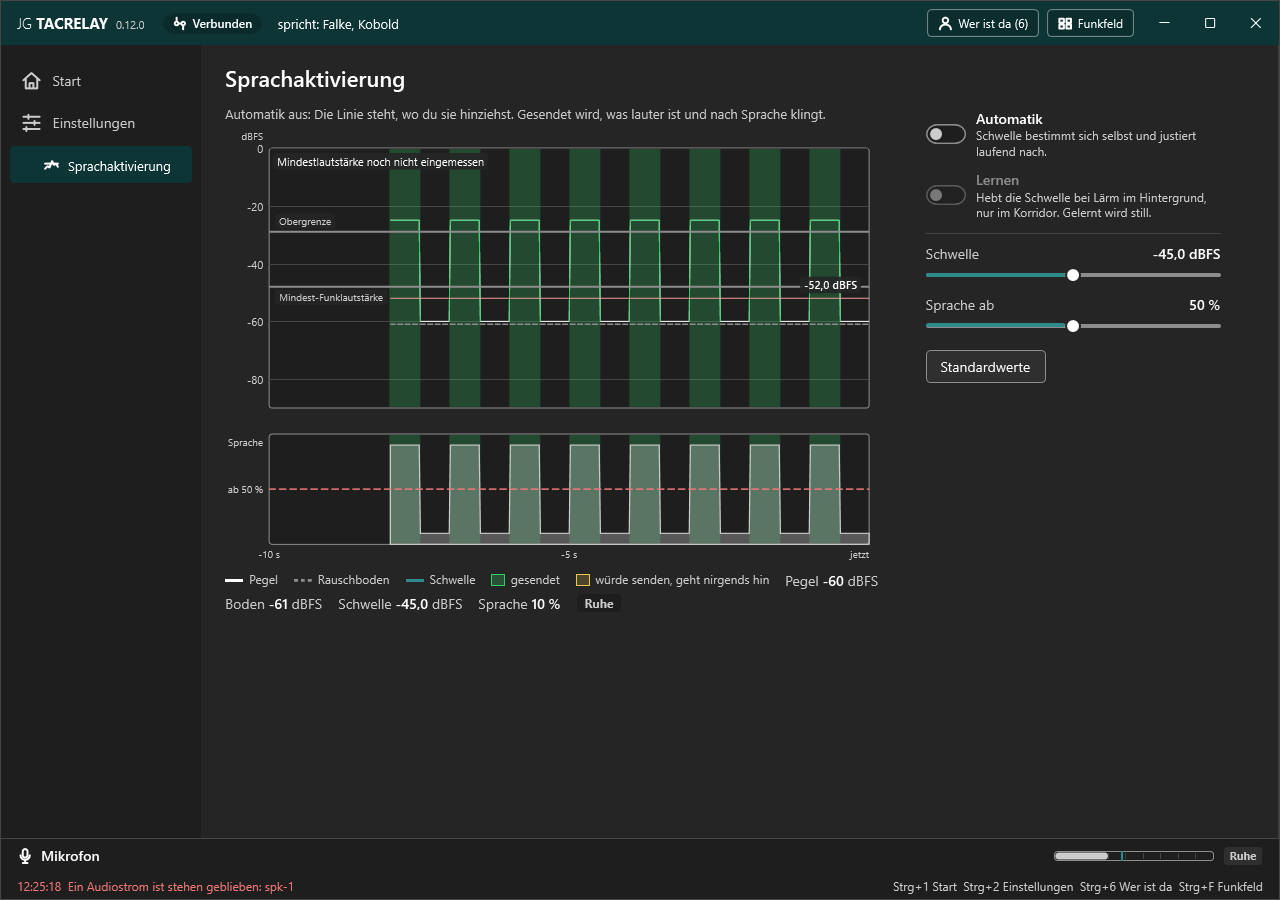 JG TACRELAY 0.12.0 Verbunden spricht: Falke, Kobold Wer ist da (6) Funkfeld
Start
Einstellungen
Sprachaktivierung
Sprachaktivierung
Automatik aus: Die Linie steht, wo du sie hinziehst. Gesendet wird, was lauter ist und nach Sprache klingt.
dBFS
0
Mindestlautstärke noch nicht eingemessen
-20
Obergrenze
-40
-52,0 dBFS
Mindest-Funklautstärke
-60
-80
Sprache
ab 50 %
-10 s -5 s jetzt
Pegel Rauschboden Schwelle gesendet würde senden, geht nirgends hin Pegel -60 dBFS
Boden -61 dBFS Schwelle -45,0 dBFS Sprache 10 % Ruhe
Automatik
Schwelle bestimmt sich selbst und justiert
laufend nach.
Lernen
Hebt die Schwelle bei Lärm im Hintergrund,
nur im Korridor. Gelernt wird still.
Schwelle -45,0 dBFS
Sprache ab 50 %
Standardwerte
Mikrofon Ruhe
12:25:18 Ein Audiostrom ist stehen geblieben: spk-1 Strg+1 Start Strg+2 Einstellungen Strg+6 Wer ist da Strg+F Funkfeld